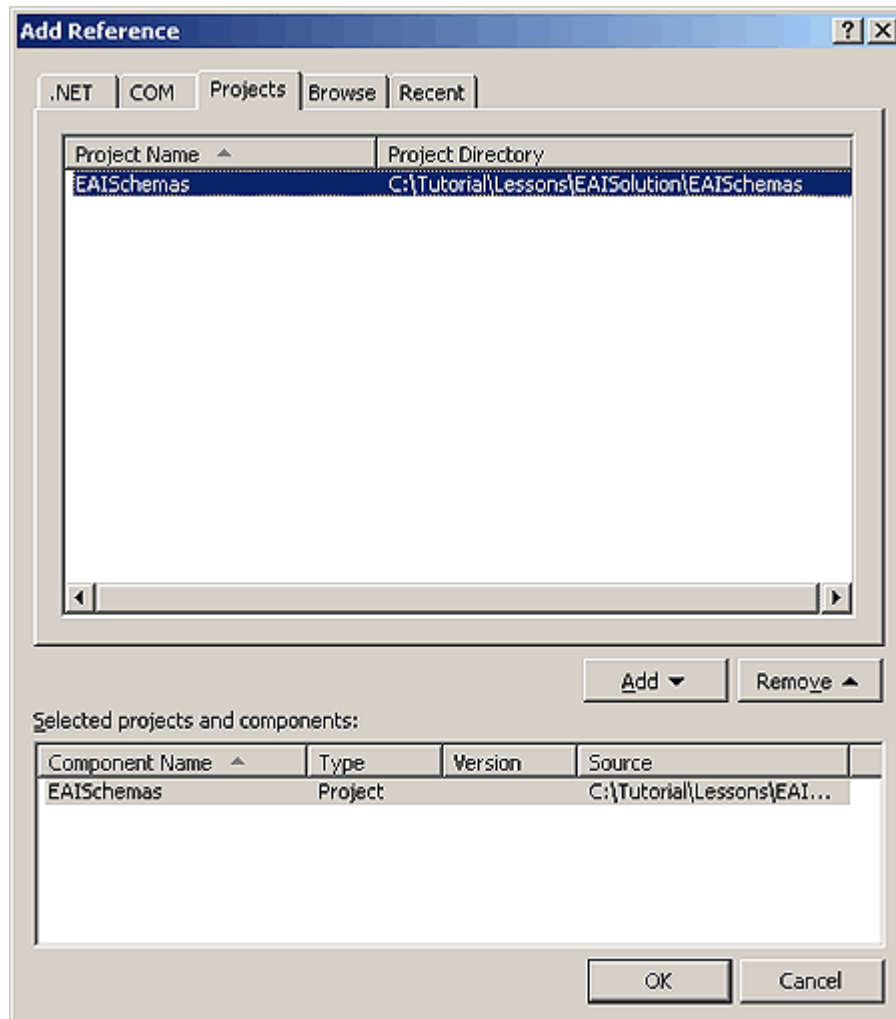 Add Reference
.NET COM Projects Browse Recent
Project Name Project Directory
EAISchemas C:\Tutorial\Lessons\EAISolution\EAISchemas
Add Remove
Selected projects and components:
Component Name Type Version Source
EAISchemas Project C:\Tutorial\Lessons\EAI...
OK Cancel